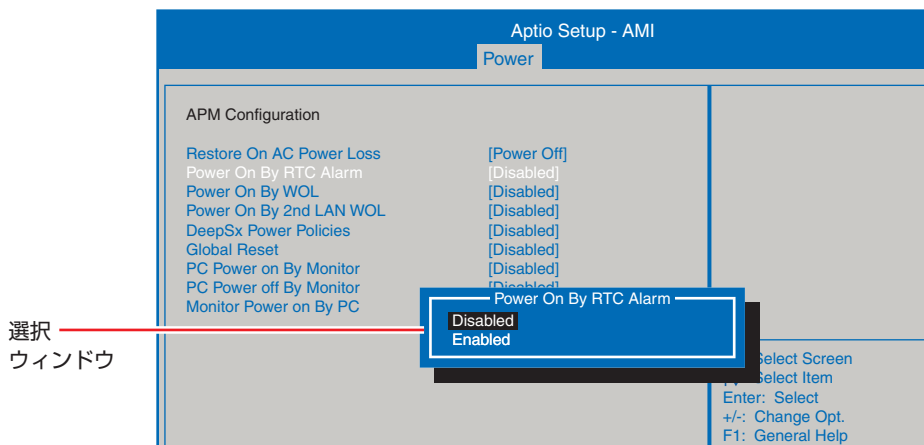 Aptio Setup - AMI
Power
APM Configuration
Restore On AC Power Loss [Power Off]
Power On By RTC Alarm [Disabled]
Power On By WOL [Disabled]
Power On By 2nd LAN WOL [Disabled]
DeepSx Power Policies [Disabled]
Global Reset [Disabled]
PC Power on By Monitor [Disabled]
PC Power off By Monitor [Disabled]
Monitor Power on By PC
Power On By RTC Alarm
Disabled
Enabled
選択
ウィンドウ
Select Screen
Select Item
Enter: Select
+/-: Change Opt.
F1: General Help